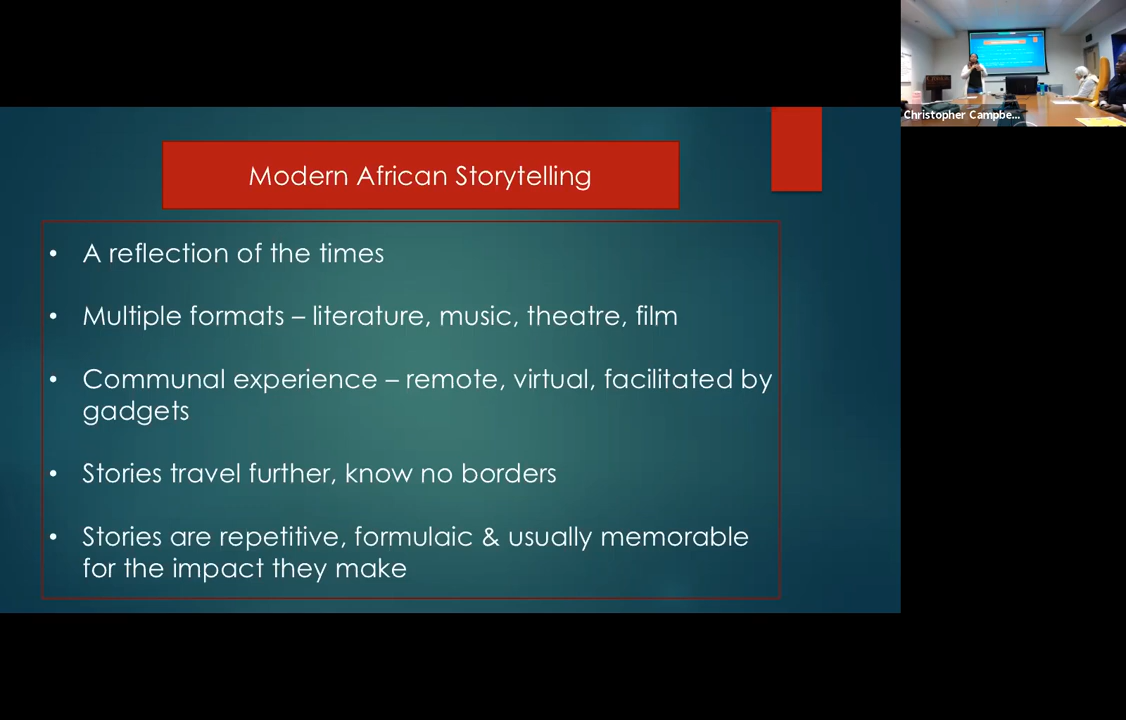 Christopher Campbe...
Modern African Storytelling
• A reflection of the times
• Multiple formats – literature, music, theatre, film
• Communal experience – remote, virtual, facilitated by
gadgets
• Stories travel further, know no borders
• Stories are repetitive, formulaic & usually memorable
for the impact they make